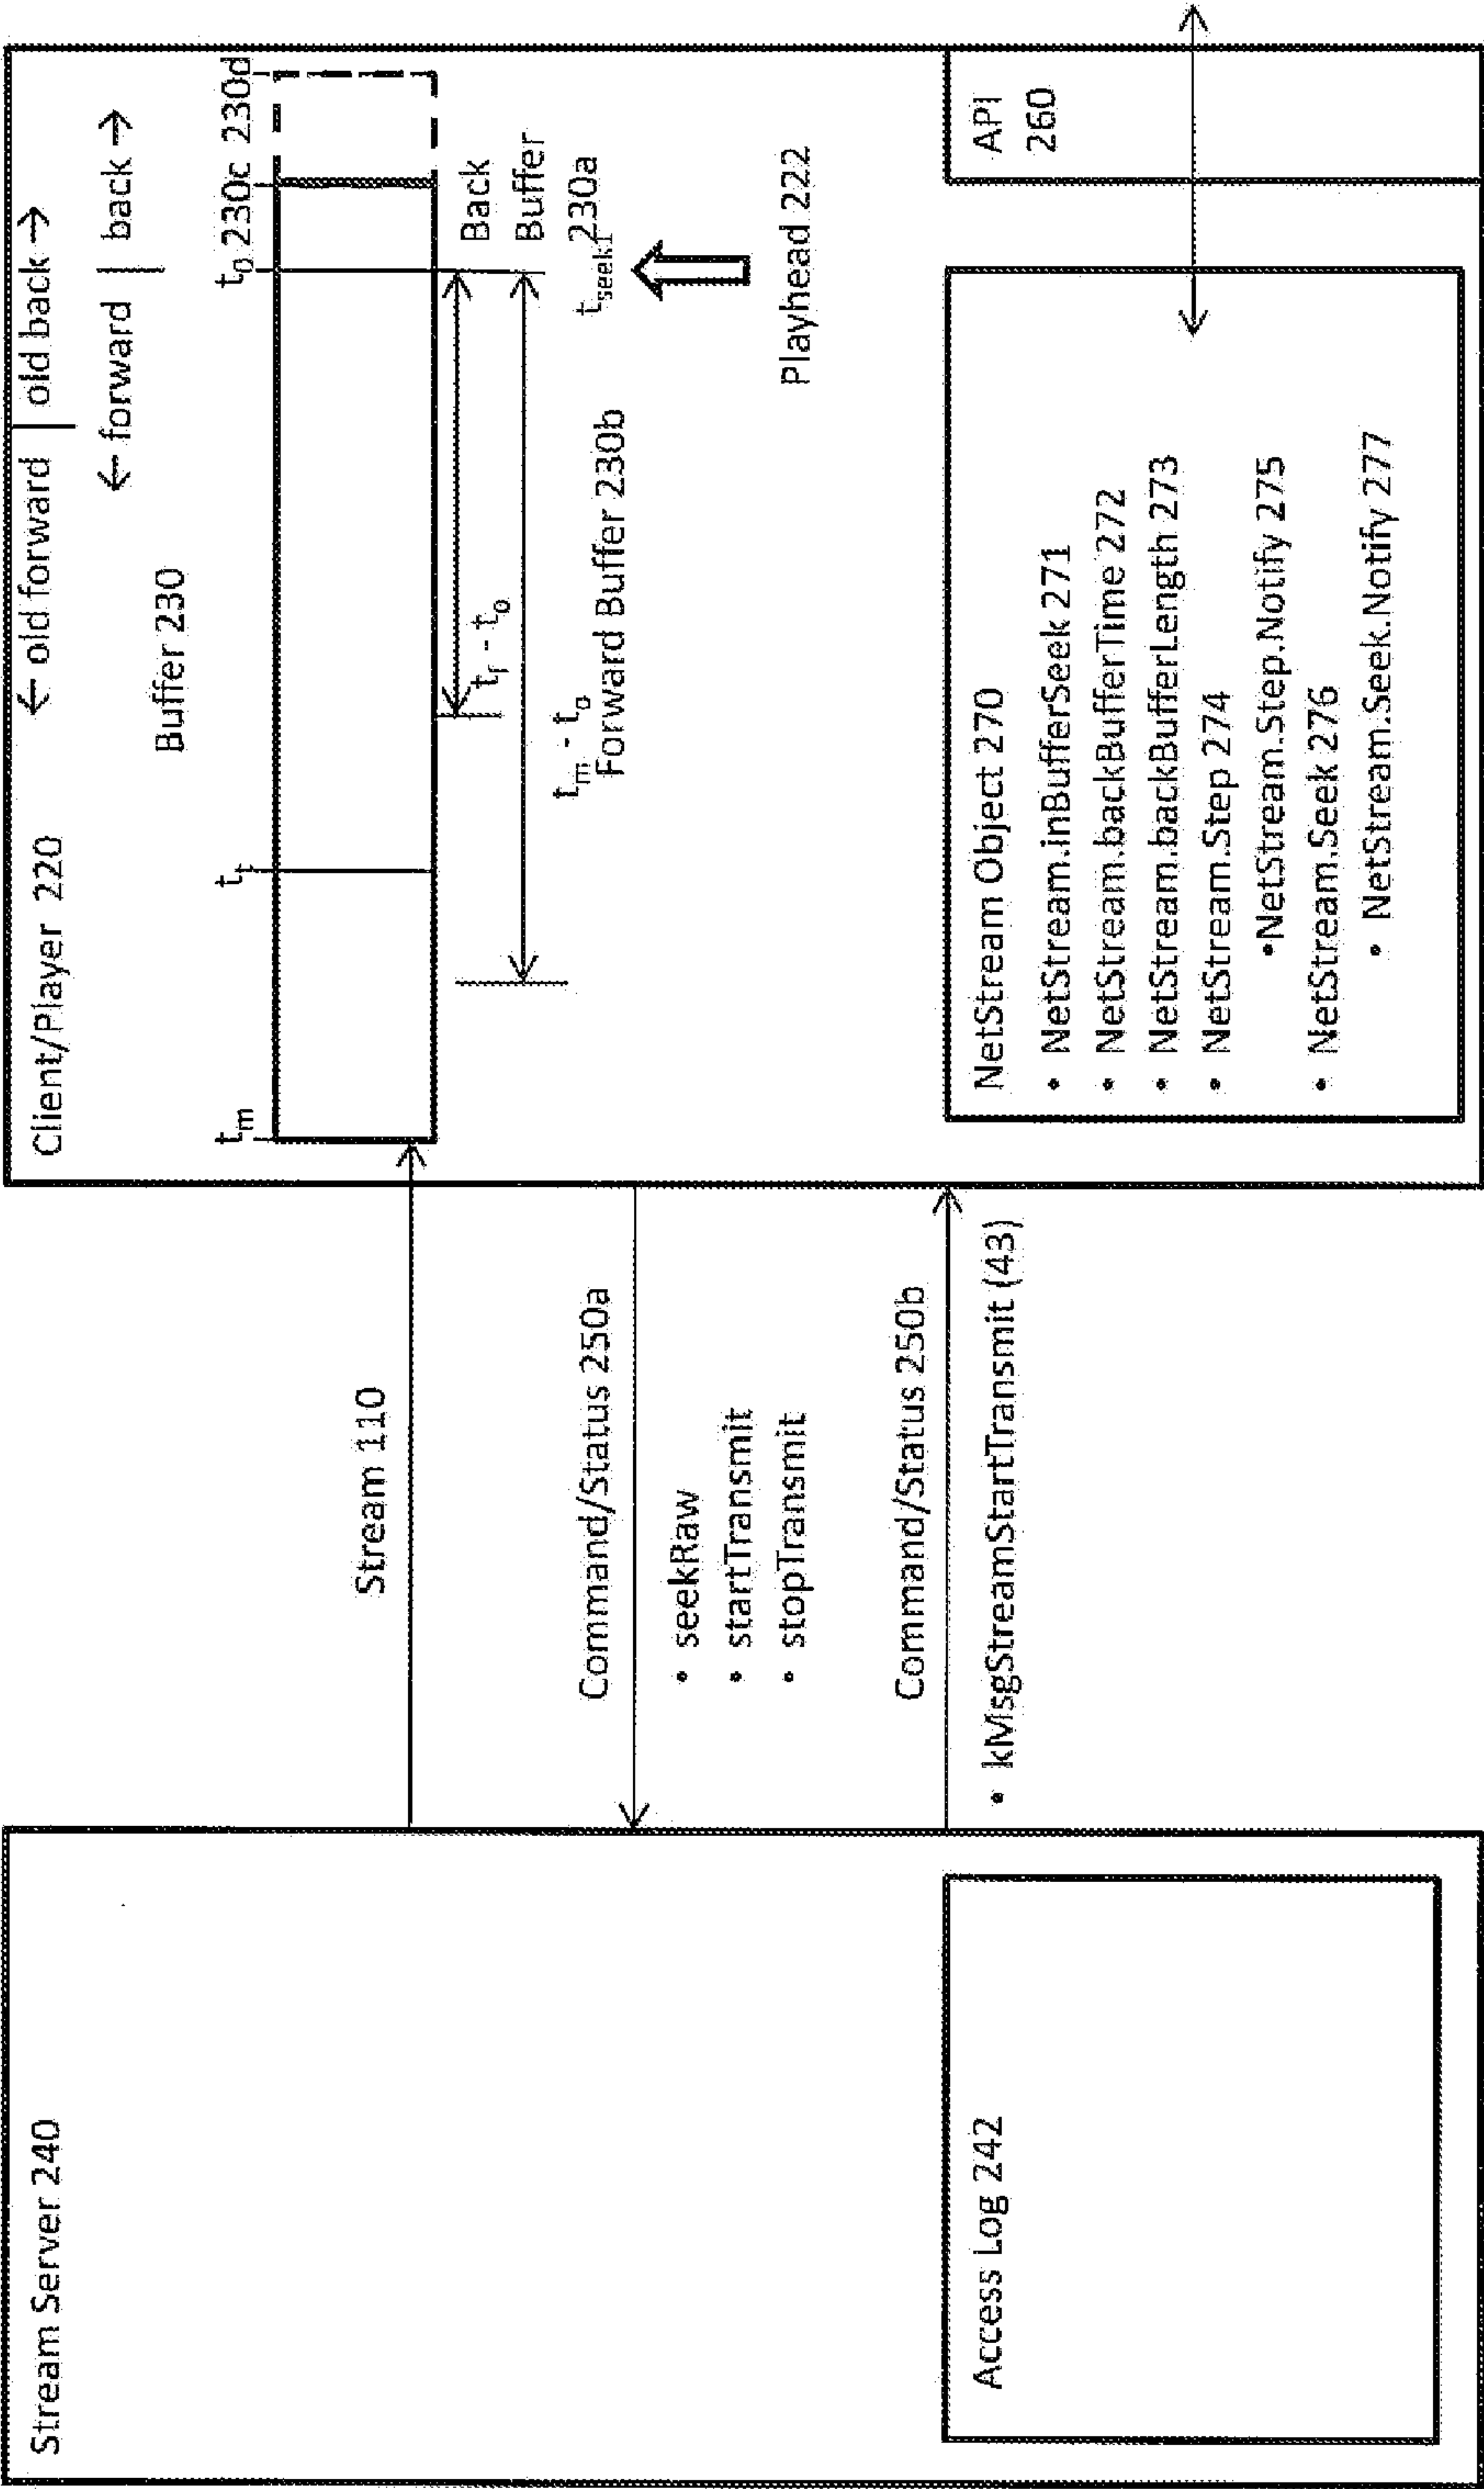 Stream Server 240
Access Log 242
Stream 110
Command/Status 250a
• seekRaw
• startTransmit
• stopTransmit
Command/Status 250b
• kMsgStreamStartTransmit (43)
Client/Player 220
← old forward | old back →
← forward | back →
Buffer 230
tm
tf
t0 230c 230d
tf - to
Back
Buffer
230a
tm - to
Forward Buffer 230b
tseek1
Playhead 222
NetStream Object 270
• NetStream.inBufferSeek 271
• NetStream.backBufferTime 272
• NetStream.backBufferLength 273
• NetStream.Step 274
•NetStream.Step.Notify 275
• NetStream.Seek 276
• NetStream.Seek.Notify 277
API
260